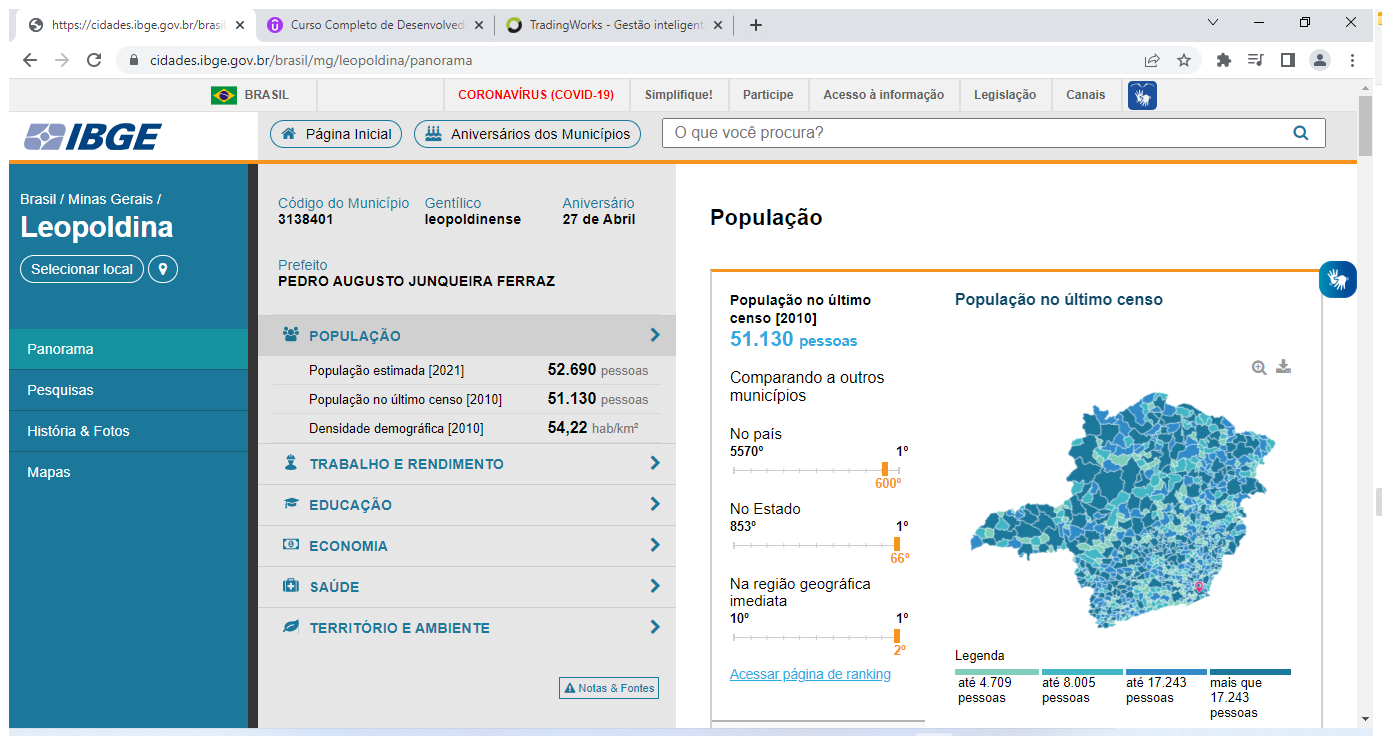 https://cidades.ibge.gov.br/brasi
Curso Completo de Desenvolved
TradingWorks - Gestão inteligent
cidades.ibge.gov.br/brasil/mg/leopoldina/panorama
BRASIL
CORONAVÍRUS (COVID-19)
Simplifique!
Participe
Acesso à informação
Legislação
Canais
IBGE
Página Inicial
Aniversários dos Municípios
O que você procura?
Brasil / Minas Gerais /
Leopoldina
Selecionar local
Panorama
Pesquisas
História & Fotos
Mapas
Código do Município
3138401
Gentílico
leopoldinense
Aniversário
27 de Abril
Prefeito
PEDRO AUGUSTO JUNQUEIRA FERRAZ
POPULAÇÃO
População estimada [2021] 52.690 pessoas
População no último censo [2010] 51.130 pessoas
Densidade demográfica [2010] 54,22 hab/km²
TRABALHO E RENDIMENTO
EDUCAÇÃO
ECONOMIA
SAÚDE
TERRITÓRIO E AMBIENTE
Notas & Fontes
População
População no último
censo [2010]
51.130 pessoas
Comparando a outros
municípios
No país
5570º 1º
600º
No Estado
853º 1º
66º
Na região geográfica
imediata
10º 1º
2º
Acessar página de ranking
População no último censo
Legenda
até 4.709
pessoas
até 8.005
pessoas
até 17.243
pessoas
mais que
17.243
pessoas